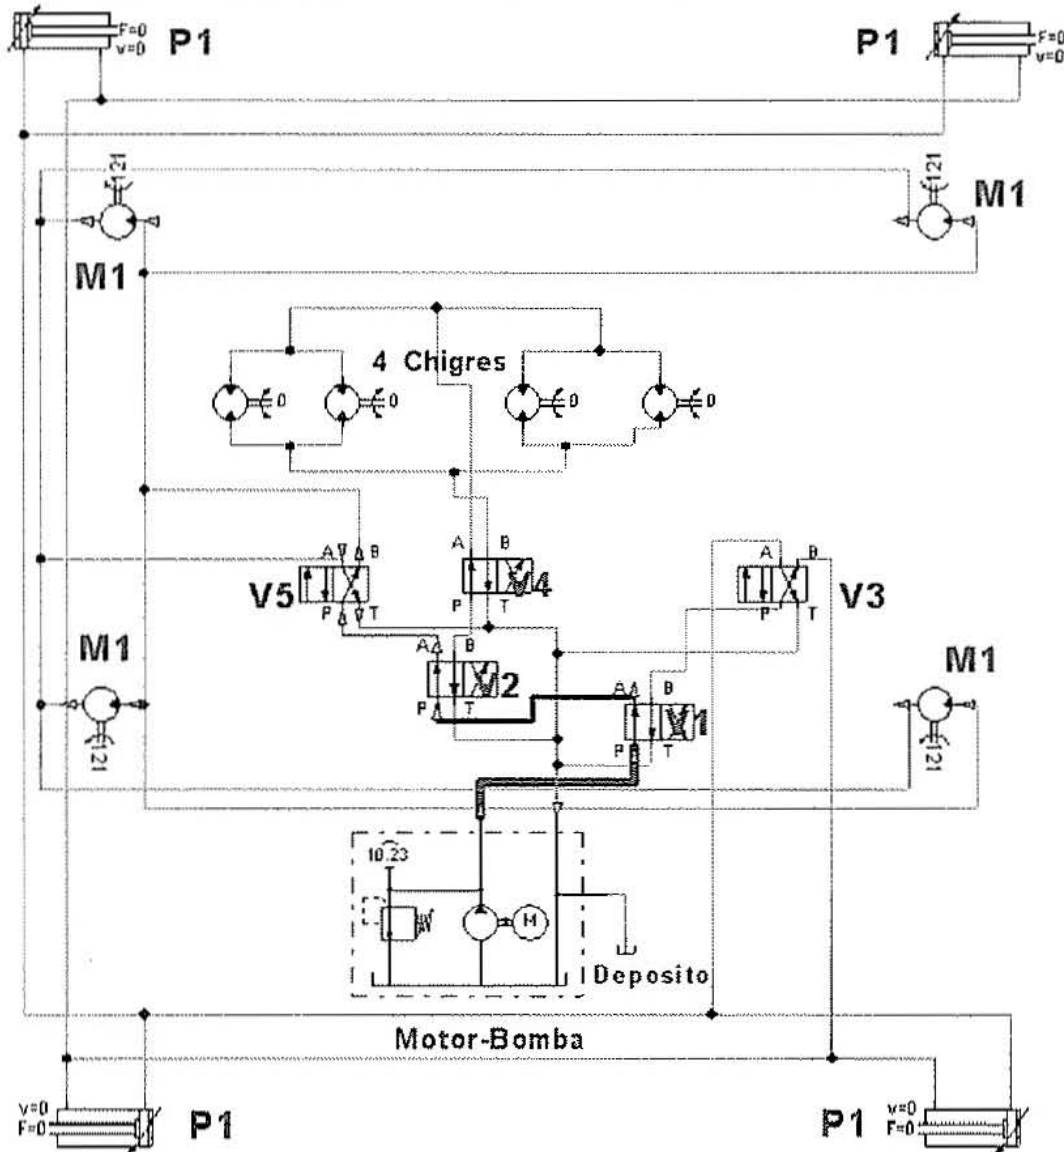 F=0
v=0
P1
P1
F=0
v=0
121
M1
121
M1
4 Chigres
0
0
0
0
A B
V5
P T
A B
V4
P T
A B
V3
P T
M1
121
A B
V2
P T
A B
V1
P T
M1
121
10.23
M
Deposito
Motor-Bomba
v=0
F=0
P1
P1
v=0
F=0